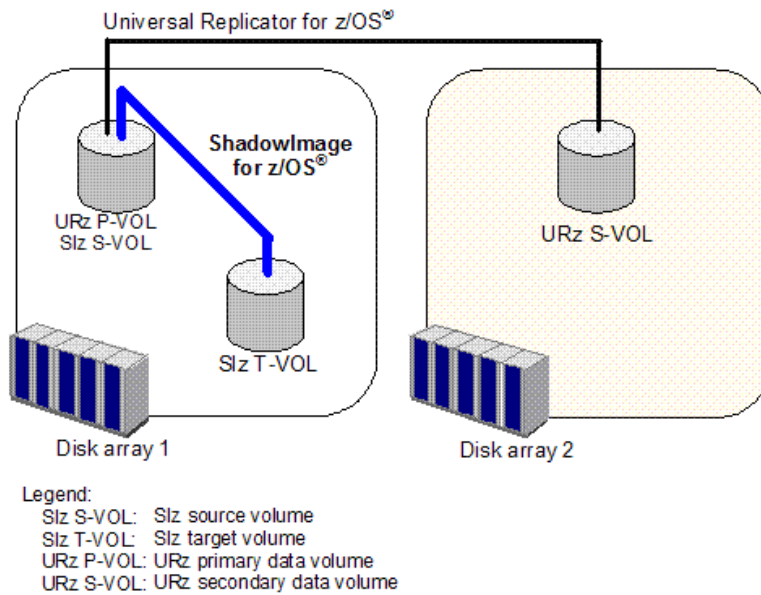 Universal Replicator for z/OS®
ShadowImage
for z/OS®
URz P-VOL
SIz S-VOL
URz S-VOL
SIz T-VOL
Disk array 1
Disk array 2
Legend:
SIz S-VOL: SIz source volume
SIz T-VOL: SIz target volume
URz P-VOL: URz primary data volume
URz S-VOL: URz secondary data volume